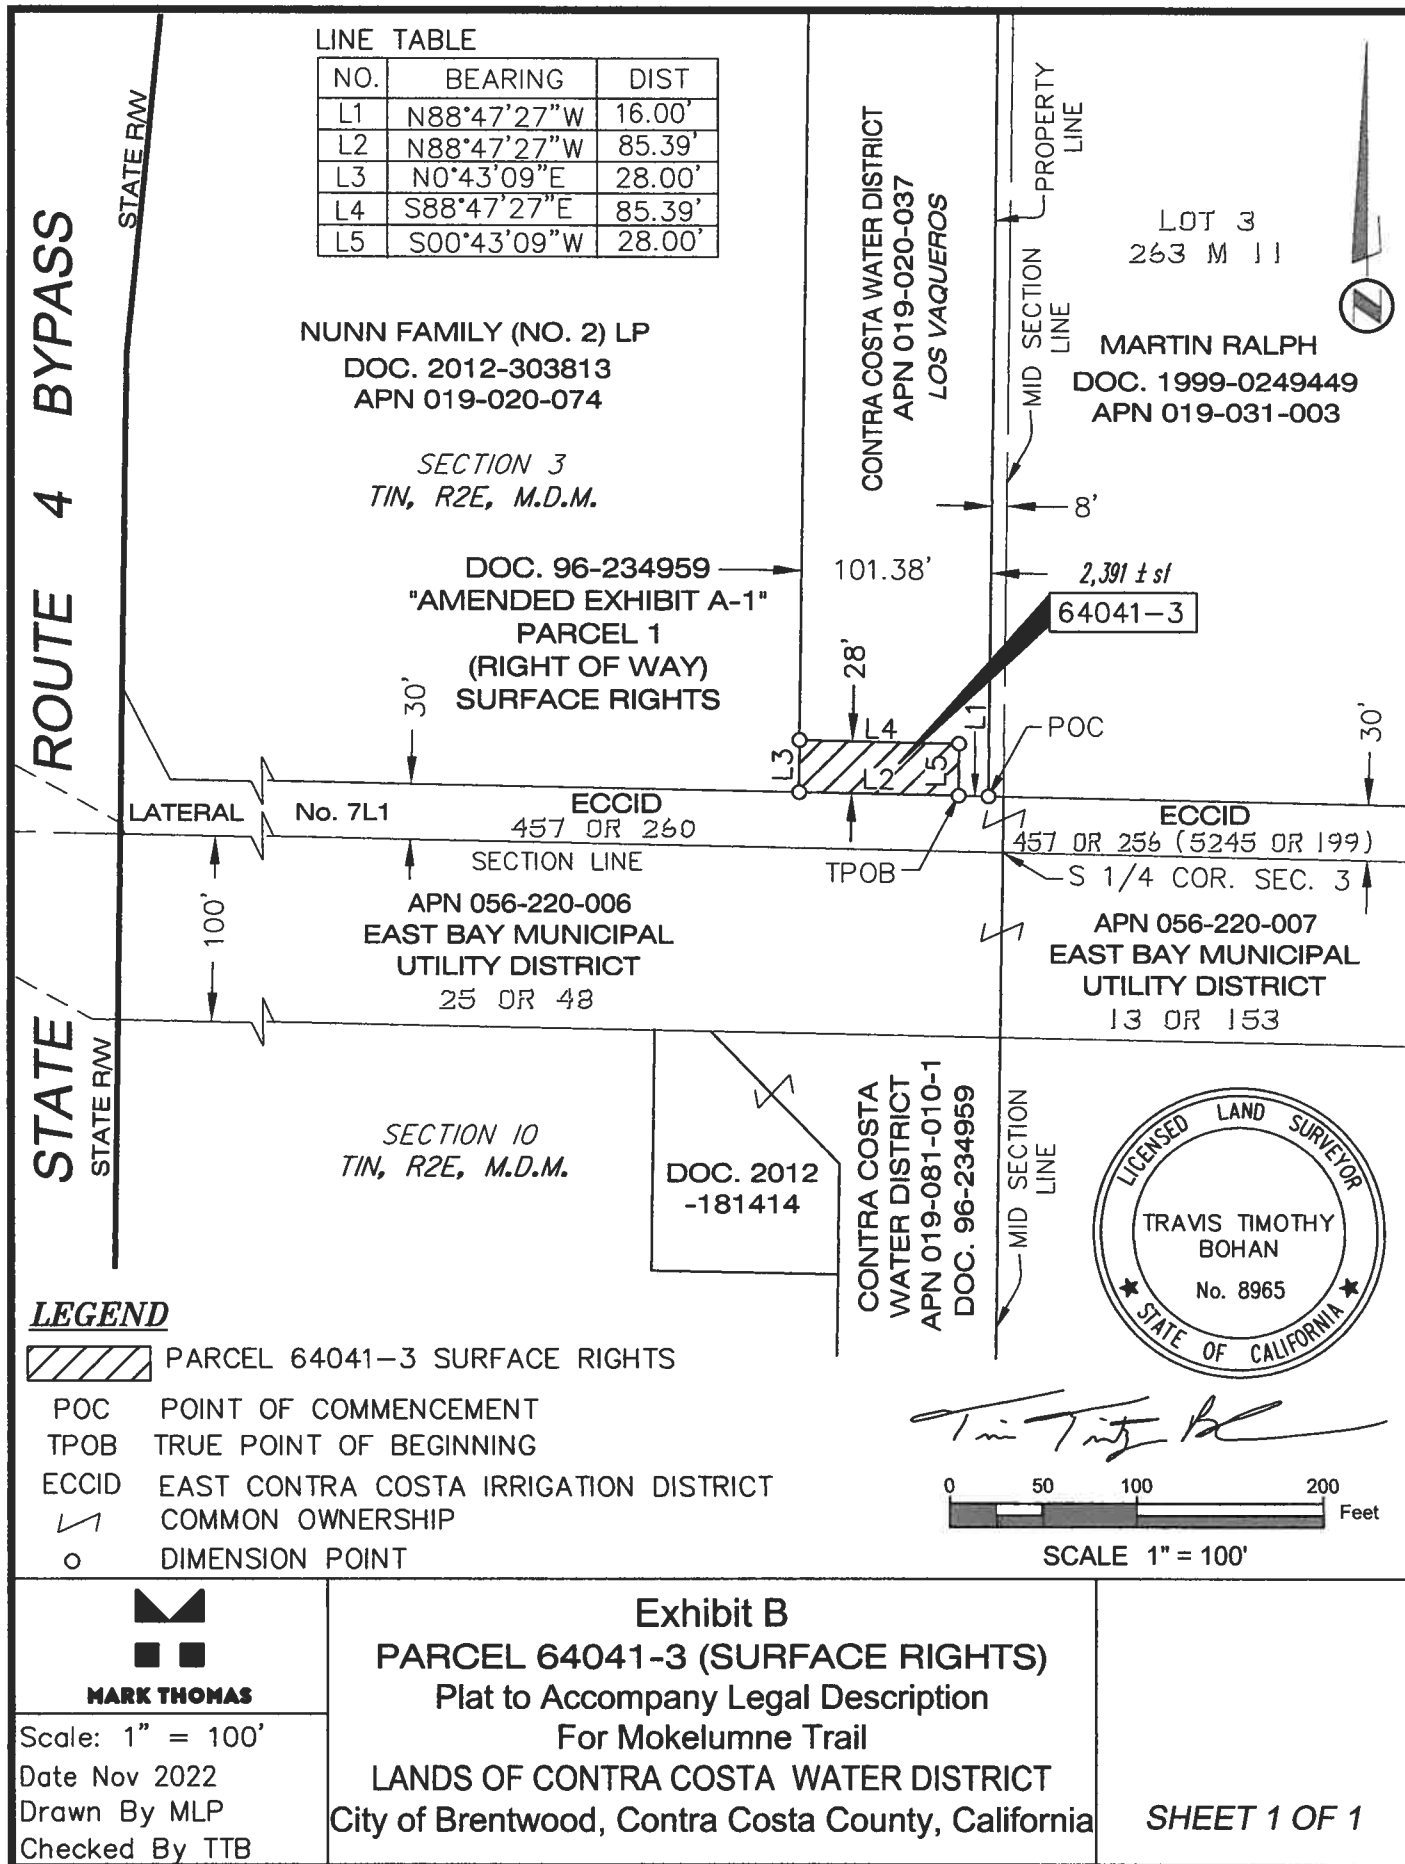 LINE TABLE
NO. BEARING DIST
L1 N88°47'27"W 16.00'
L2 N88°47'27"W 85.39'
L3 N0°43'09"E 28.00'
L4 S88°47'27"E 85.39'
L5 S00°43'09"W 28.00'
STATE R/W
STATE ROUTE 4 BYPASS
STATE R/W
NUNN FAMILY (NO. 2) LP
DOC. 2012-303813
APN 019-020-074
SECTION 3
T1N, R2E, M.D.M.
CONTRA COSTA WATER DISTRICT
APN 019-020-037
LOS VAQUEROS
PROPERTY
LINE
MID SECTION
LINE
LOT 3
263 M 11
N
MARTIN RALPH
DOC. 1999-0249449
APN 019-031-003
8'
DOC. 96-234959
"AMENDED EXHIBIT A-1"
PARCEL 1
(RIGHT OF WAY)
SURFACE RIGHTS
101.38'
2,391 ± sf
64041-3
30'
28'
L4
L1
L3
L2
L5
POC
30'
LATERAL No. 7L1
ECCID
457 OR 260
SECTION LINE
TPOB
ECCID
457 OR 256 (5245 OR 199)
S 1/4 COR. SEC. 3
100'
APN 056-220-006
EAST BAY MUNICIPAL
UTILITY DISTRICT
25 OR 48
APN 056-220-007
EAST BAY MUNICIPAL
UTILITY DISTRICT
13 OR 153
SECTION 10
T1N, R2E, M.D.M.
DOC. 2012
-181414
CONTRA COSTA
WATER DISTRICT
APN 019-081-010-1
DOC. 96-234959
MID SECTION
LINE
LICENSED LAND SURVEYOR
TRAVIS TIMOTHY
BOHAN
No. 8965
STATE OF CALIFORNIA
LEGEND
PARCEL 64041-3 SURFACE RIGHTS
POC POINT OF COMMENCEMENT
TPOB TRUE POINT OF BEGINNING
ECCID EAST CONTRA COSTA IRRIGATION DISTRICT
COMMON OWNERSHIP
DIMENSION POINT
0 50 100 200
Feet
SCALE 1" = 100'
MARK THOMAS
Scale: 1" = 100'
Date Nov 2022
Drawn By MLP
Checked By TTB
Exhibit B
PARCEL 64041-3 (SURFACE RIGHTS)
Plat to Accompany Legal Description
For Mokelumne Trail
LANDS OF CONTRA COSTA WATER DISTRICT
City of Brentwood, Contra Costa County, California
SHEET 1 OF 1